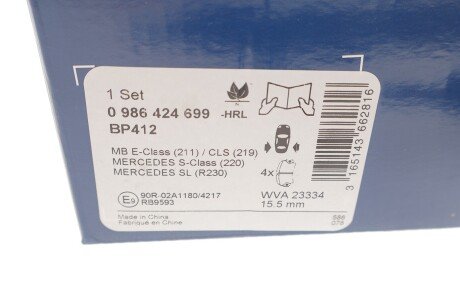 1 Set
0 986 424 699 -HRL
BP412
MB E-Class (211) / CLS (219)
MERCEDES S-Class (220)
MERCEDES SL (R230)
4x
E9 90R-02A1180/4217
RB9593
WVA 23334
15.5 mm
Made in China
Fabriqué en Chine
3 165143 662816